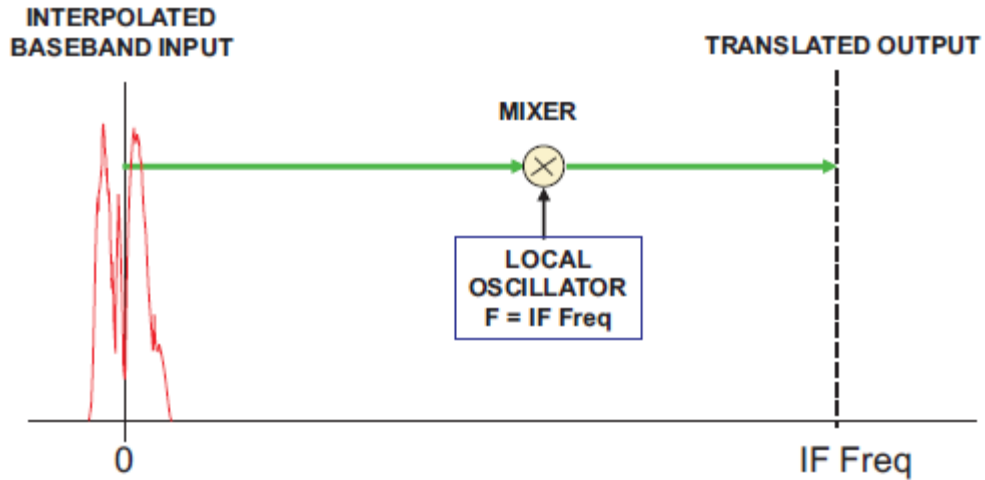 INTERPOLATED
BASEBAND INPUT
TRANSLATED OUTPUT
MIXER
LOCAL
OSCILLATOR
F = IF Freq
0
IF Freq